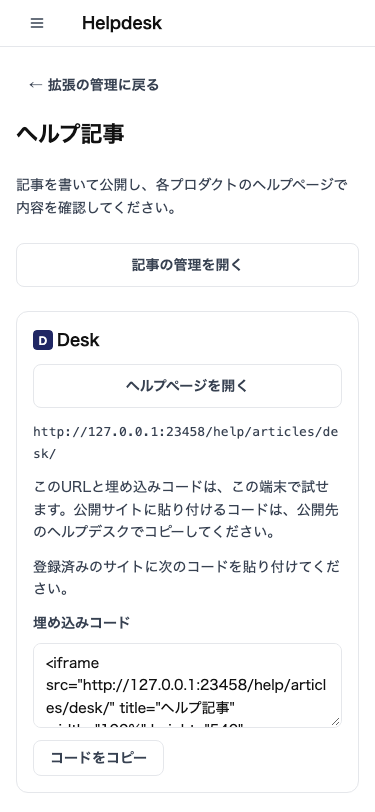 Helpdesk
← 拡張の管理に戻る
ヘルプ記事
記事を書いて公開し、各プロダクトのヘルプページで
内容を確認してください。
記事の管理を開く
D Desk
ヘルプページを開く
http://127.0.0.1:23458/help/articles/de
sk/
このURLと埋め込みコードは、この端末で試せ
ます。公開サイトに貼り付けるコードは、公開先
のヘルプデスクでコピーしてください。
登録済みのサイトに次のコードを貼り付けてくだ
さい。
埋め込みコード
<iframe
src="http://127.0.0.1:23458/help/articl
es/desk/" title="ヘルプ記事"
コードをコピー